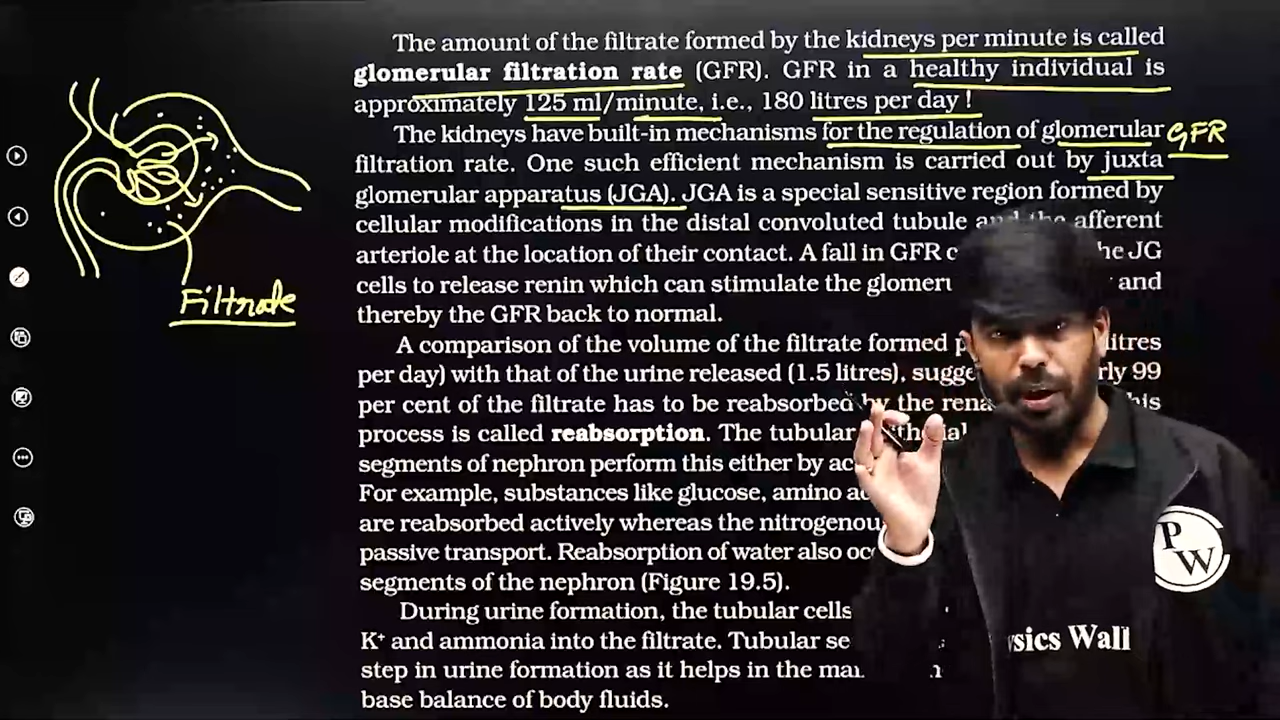 The amount of the filtrate formed by the kidneys per minute is called
glomerular filtration rate (GFR). GFR in a healthy individual is
approximately 125 ml/minute, i.e., 180 litres per day !
The kidneys have built-in mechanisms for the regulation of glomerular GFR
filtration rate. One such efficient mechanism is carried out by juxta
glomerular apparatus (JGA). JGA is a special sensitive region formed by
cellular modifications in the distal convoluted tubule and the afferent
arteriole at the location of their contact. A fall in GFR c he JG
cells to release renin which can stimulate the glomeru and
thereby the GFR back to normal.
Filtrate
A comparison of the volume of the filtrate formed p litres
per day) with that of the urine released (1.5 litres), sugge rly 99
per cent of the filtrate has to be reabsorbed by the rena his
process is called reabsorption. The tubular
segments of nephron perform this either by ac
For example, substances like glucose, amino ac
are reabsorbed actively whereas the nitrogenou
passive transport. Reabsorption of water also occ
segments of the nephron (Figure 19.5).
During urine formation, the tubular cells
K⁺ and ammonia into the filtrate. Tubular se
step in urine formation as it helps in the mai
base balance of body fluids.
P
W
ysics Wall